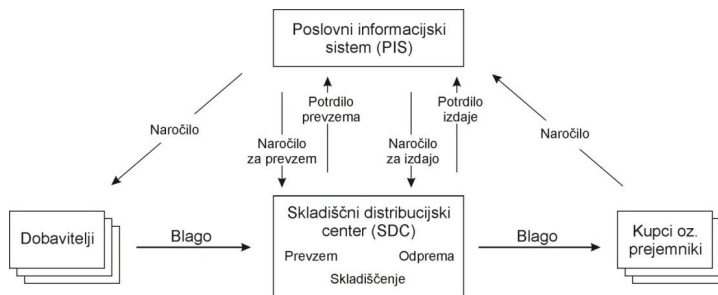 Poslovni informacijski
sistem (PIS)
Potrdilo
prevzema
Potrdilo
izdaje
Naročilo
Naročilo
za prevzem
Naročilo
za izdajo
Naročilo
Dobavitelji
Blago
Skladiščni distribucijski
center (SDC)
Prevzem
Odprema
Skladiščenje
Blago
Kupci oz.
prejemniki